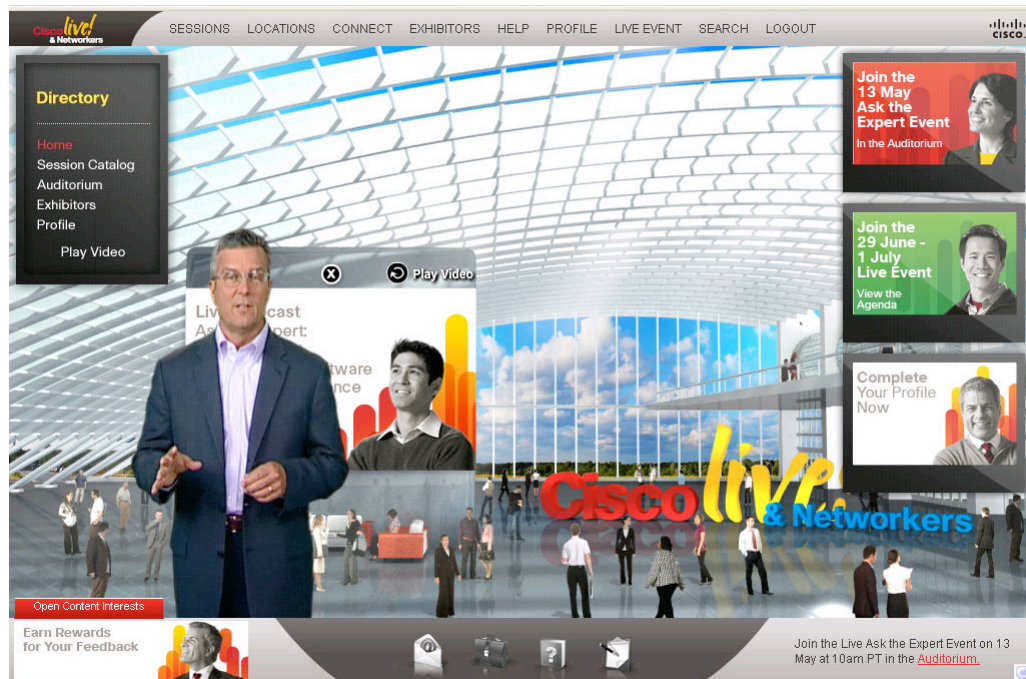 Cisco live!
& Networkers
SESSIONS LOCATIONS CONNECT EXHIBITORS HELP PROFILE LIVE EVENT SEARCH LOGOUT
CISCO.
Directory
Home
Session Catalog
Auditorium
Exhibitors
Profile
Play Video
X Play Video
Ask
pert:
tware
Join the
13 May
Ask the
Expert Event
In the Auditorium
Join the
29 June -
1 July
Live Event
View the
Agenda
Complete
Your Profile
Now
Cisco live!
& Networkers
Open Content Interests
Earn Rewards
for Your Feedback
?
Join the Live Ask the Expert Event on 13
May at 10am PT in the Auditorium.